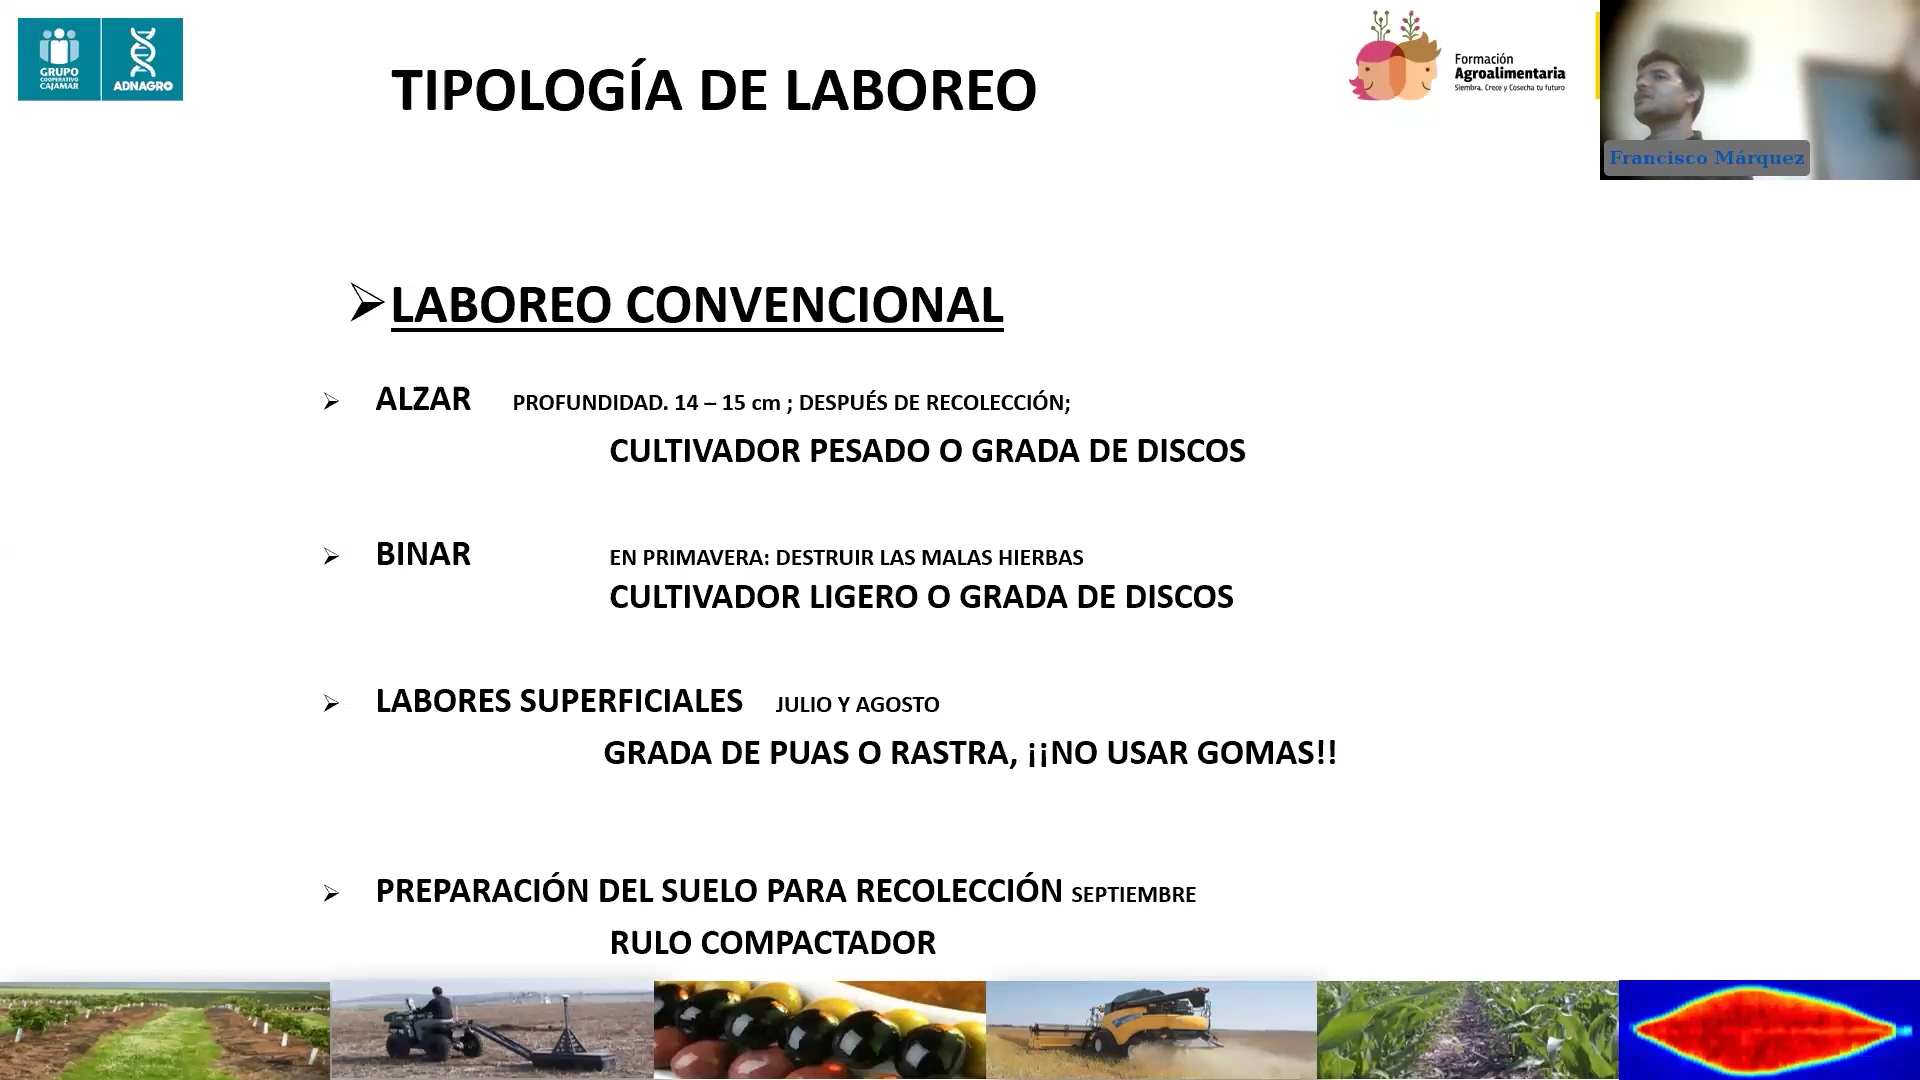 GRUPO
COOPERATIVO
CAJAMAR
ADNAGRO
TIPOLOGÍA DE LABOREO
Formación
Agroalimentaria
Siembra, Crece y Cosecha tu futuro
Francisco Márquez
LABOREO CONVENCIONAL
ALZAR PROFUNDIDAD. 14 – 15 cm ; DESPUÉS DE RECOLECCIÓN;
CULTIVADOR PESADO O GRADA DE DISCOS
BINAR EN PRIMAVERA: DESTRUIR LAS MALAS HIERBAS
CULTIVADOR LIGERO O GRADA DE DISCOS
LABORES SUPERFICIALES JULIO Y AGOSTO
GRADA DE PUAS O RASTRA, ¡¡NO USAR GOMAS!!
PREPARACIÓN DEL SUELO PARA RECOLECCIÓN SEPTIEMBRE
RULO COMPACTADOR